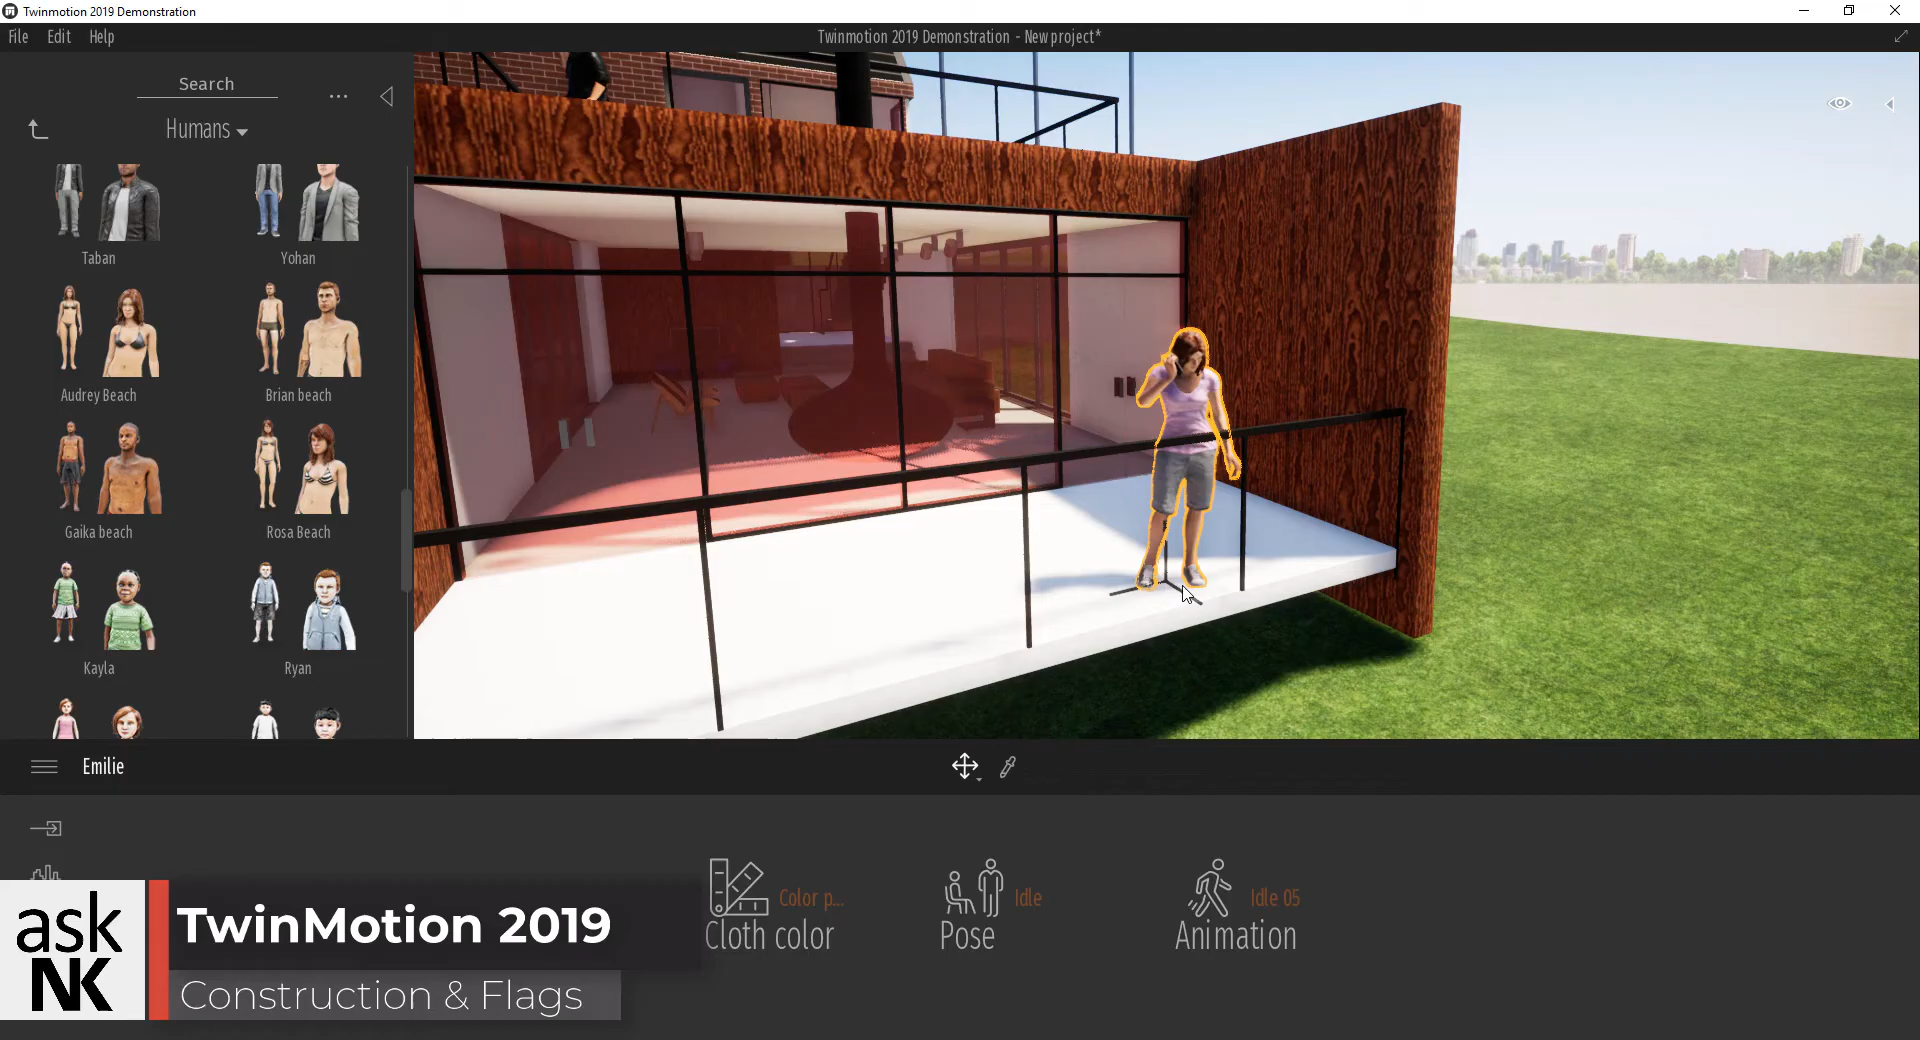 Twinmotion 2019 Demonstration
File Edit Help
Twinmotion 2019 Demonstration - New project*
Search
...
Humans
Taban Yohan
Audrey Beach Brian beach
Gaika beach Rosa Beach
Kayla Ryan
Emilie
Color p... Idle Idle 05
Cloth color Pose Animation
ask
NK
TwinMotion 2019
Construction & Flags